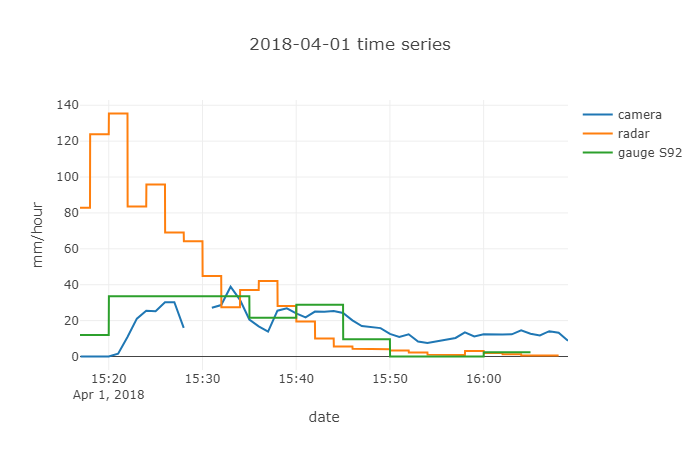 2018-04-01 time series
camera
radar
gauge S92
mm/hour
140
120
100
80
60
40
20
0
15:20 15:30 15:40 15:50 16:00
Apr 1, 2018
date